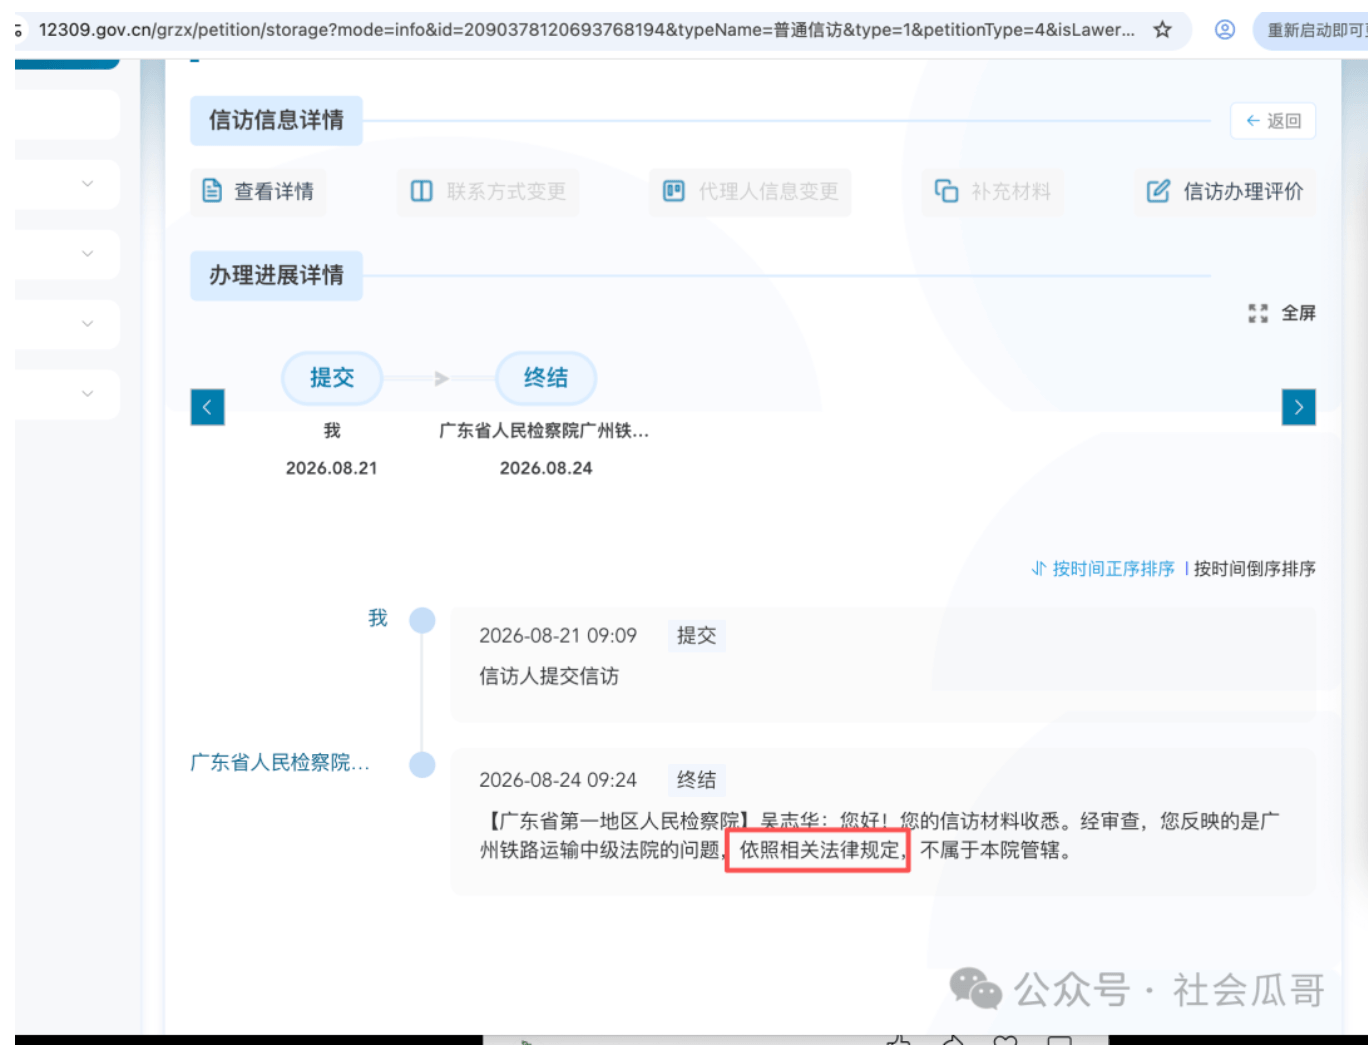 12309.gov.cn/grzx/petition/storage?mode=info&id=2090378120693768194&typeName=普通信访&type=1&petitionType=4&isLawer...
重新启动即可
信访信息详情
返回
查看详情
联系方式变更
代理人信息变更
补充材料
信访办理评价
办理进展详情
全屏
提交
终结
我
广东省人民检察院广州铁...
2026.08.21
2026.08.24
按时间正序排序 | 按时间倒序排序
我
2026-08-21 09:09 提交
信访人提交信访
广东省人民检察院...
2026-08-24 09:24 终结
【广东省第一地区人民检察院】吴志华：您好！您的信访材料收悉。经审查，您反映的是广
州铁路运输中级法院的问题，依照相关法律规定，不属于本院管辖。
公众号 · 社会瓜哥